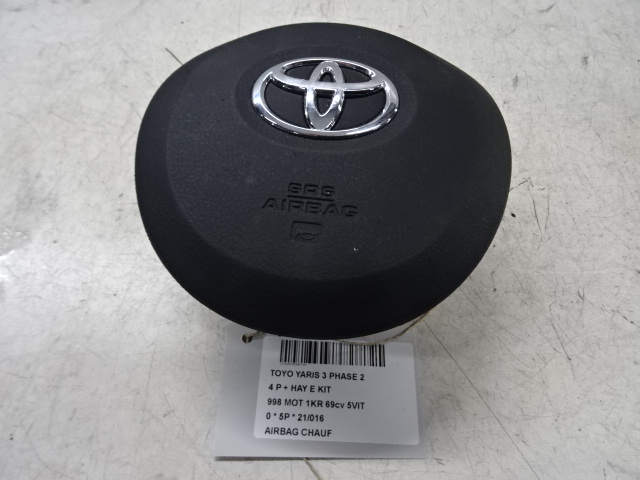 SRS
AIRBAG
TOYO YARIS 3 PHASE 2
4 P + HAY E KIT
998 MOT 1KR 69cv 5VIT
0 * 5P * 21/016
AIRBAG CHAUF